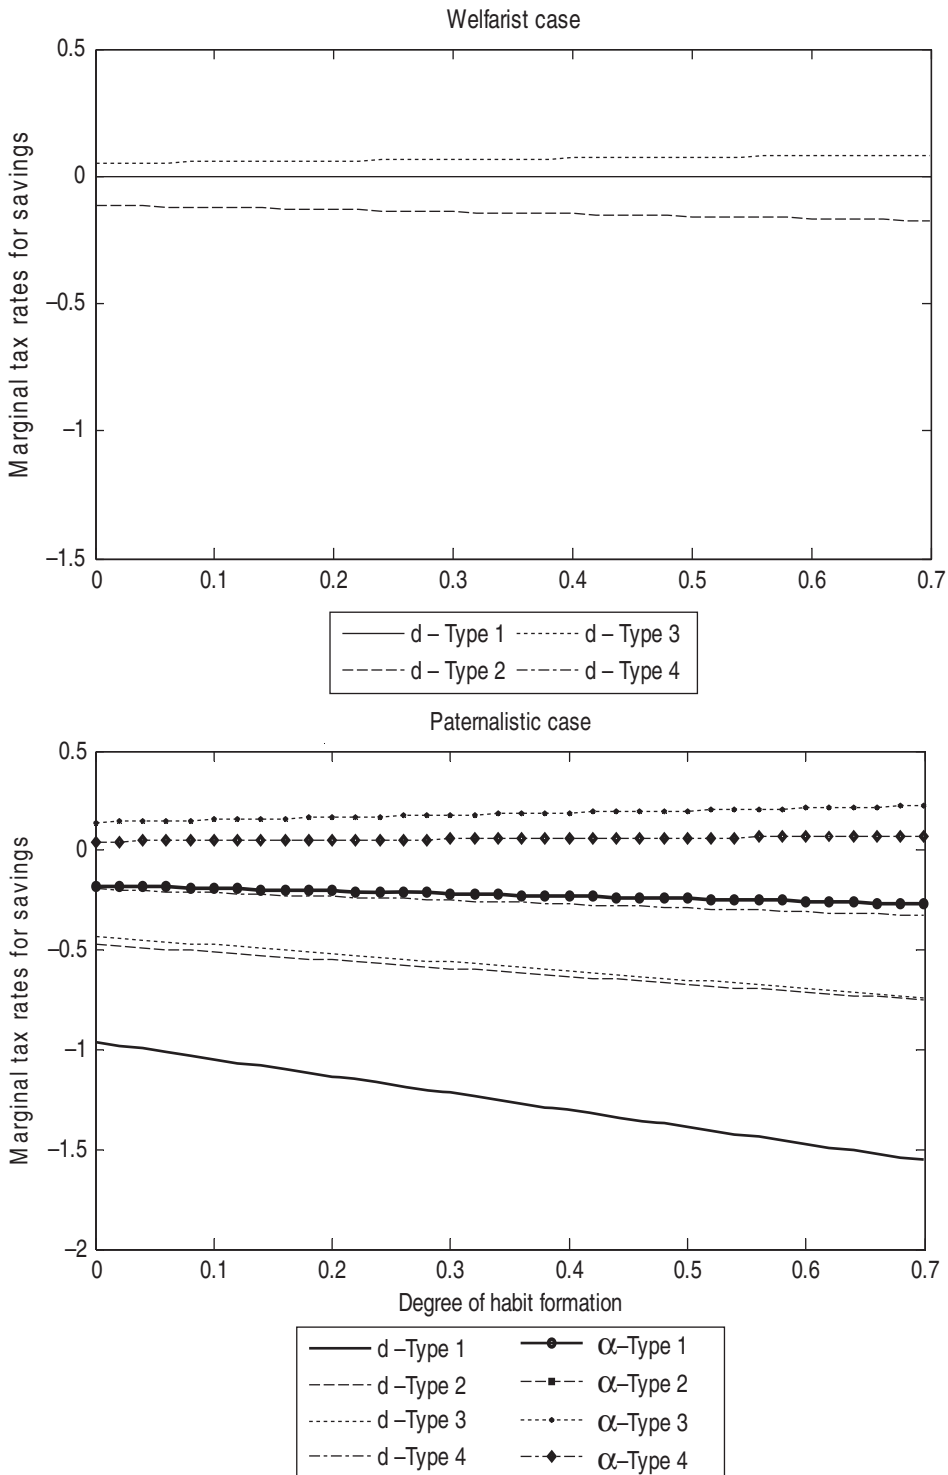 Welfarist case
Marginal tax rates for savings
0.5
0
−0.5
−1
−1.5
0 0.1 0.2 0.3 0.4 0.5 0.6 0.7
d – Type 1 d – Type 3
d – Type 2 d – Type 4
Paternalistic case
Marginal tax rates for savings
0.5
0
−0.5
−1
−1.5
−2
0 0.1 0.2 0.3 0.4 0.5 0.6 0.7
Degree of habit formation
d –Type 1 α–Type 1
d –Type 2 α–Type 2
d –Type 3 α–Type 3
d –Type 4 α–Type 4